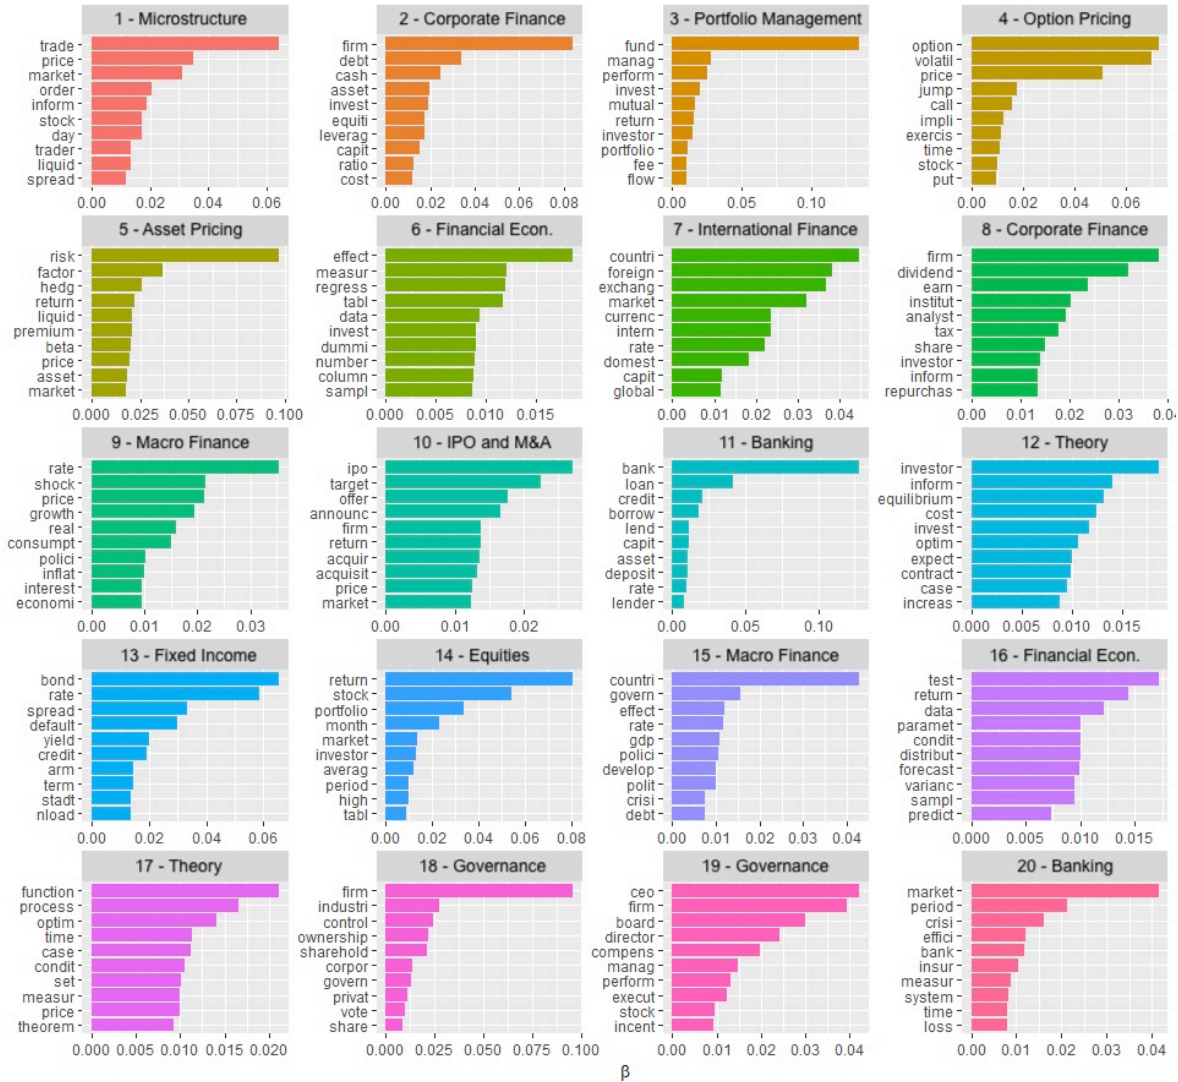 1 - Microstructure
trade
price
market
order
inform
stock
day
trader
liquid
spread
0.00 0.02 0.04 0.06
2 - Corporate Finance
firm
debt
cash
asset
invest
equiti
leverag
capit
ratio
cost
0.00 0.02 0.04 0.06 0.08
3 - Portfolio Management
fund
manag
perform
invest
mutual
return
investor
portfolio
fee
flow
0.00 0.05 0.10
4 - Option Pricing
option
volatil
price
jump
call
impli
exercis
time
stock
put
0.00 0.02 0.04 0.06
5 - Asset Pricing
risk
factor
hedg
return
liquid
premium
beta
price
asset
market
0.000 0.025 0.050 0.075 0.100
6 - Financial Econ.
effect
measur
regress
tabl
data
invest
dummi
number
column
sampl
0.000 0.005 0.010 0.015
7 - International Finance
countri
foreign
exchang
market
currenc
intern
rate
domest
capit
global
0.00 0.01 0.02 0.03 0.04
8 - Corporate Finance
firm
dividend
earn
institut
analyst
tax
share
investor
inform
repurchas
0.00 0.01 0.02 0.03 0.04
9 - Macro Finance
rate
shock
price
growth
real
consumpt
polici
inflat
interest
economi
0.00 0.01 0.02 0.03
10 - IPO and M&A
ipo
target
offer
announc
firm
return
acquir
acquisit
price
market
0.00 0.01 0.02
11 - Banking
bank
loan
credit
borrow
lend
capit
asset
deposit
rate
lender
0.00 0.05 0.10
12 - Theory
investor
inform
equilibrium
cost
invest
optim
expect
contract
case
increas
0.000 0.005 0.010 0.015
13 - Fixed Income
bond
rate
spread
default
yield
credit
arm
term
stadt
nload
0.00 0.02 0.04 0.06
14 - Equities
return
stock
portfolio
month
market
investor
averag
period
high
tabl
0.00 0.02 0.04 0.06 0.08
15 - Macro Finance
countri
govern
effect
rate
gdp
polici
develop
polit
crisi
debt
0.00 0.01 0.02 0.03 0.04
16 - Financial Econ.
test
return
data
paramet
condit
distribut
forecast
varianc
sampl
predict
0.000 0.005 0.010 0.015
17 - Theory
function
process
optim
time
case
condit
set
measur
price
theorem
0.000 0.005 0.010 0.015 0.020
18 - Governance
firm
industri
control
ownership
sharehold
corpor
govern
privat
vote
share
0.000 0.025 0.050 0.075 0.100
19 - Governance
ceo
firm
board
director
compens
manag
perform
execut
stock
incent
0.00 0.01 0.02 0.03 0.04
20 - Banking
market
period
crisi
effici
bank
insur
measur
system
time
loss
0.00 0.01 0.02 0.03 0.04
β